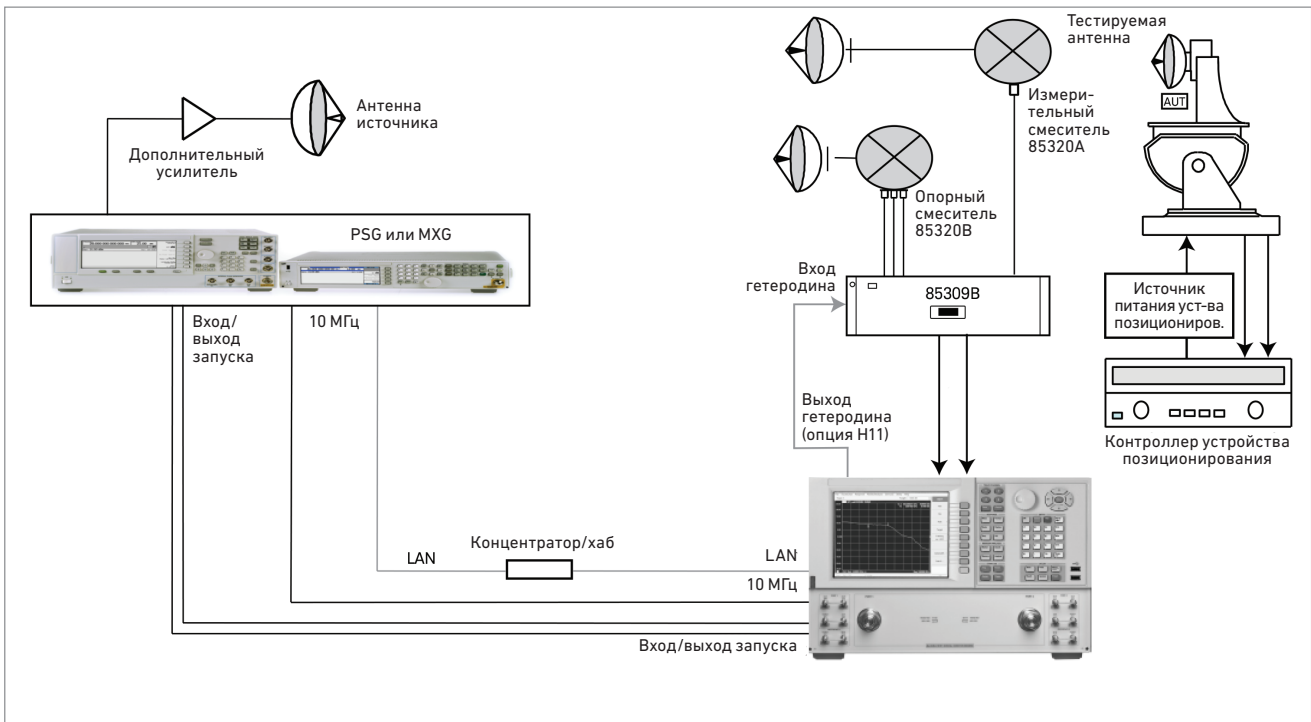 Тестируемая
антенна
AUT
Измери-
тельный
смеситель
85320A
Антенна
источника
Дополнительный
усилитель
Опорный
смеситель
85320B
PSG или MXG
Вход
гетеродина
85309B
Источник
питания уст-ва
позициониров.
Вход/
выход
запуска
10 МГц
Выход
гетеродина
(опция H11)
Контроллер устройства
позиционирования
Концентратор/хаб
LAN
LAN
10 МГц
Вход/выход запуска